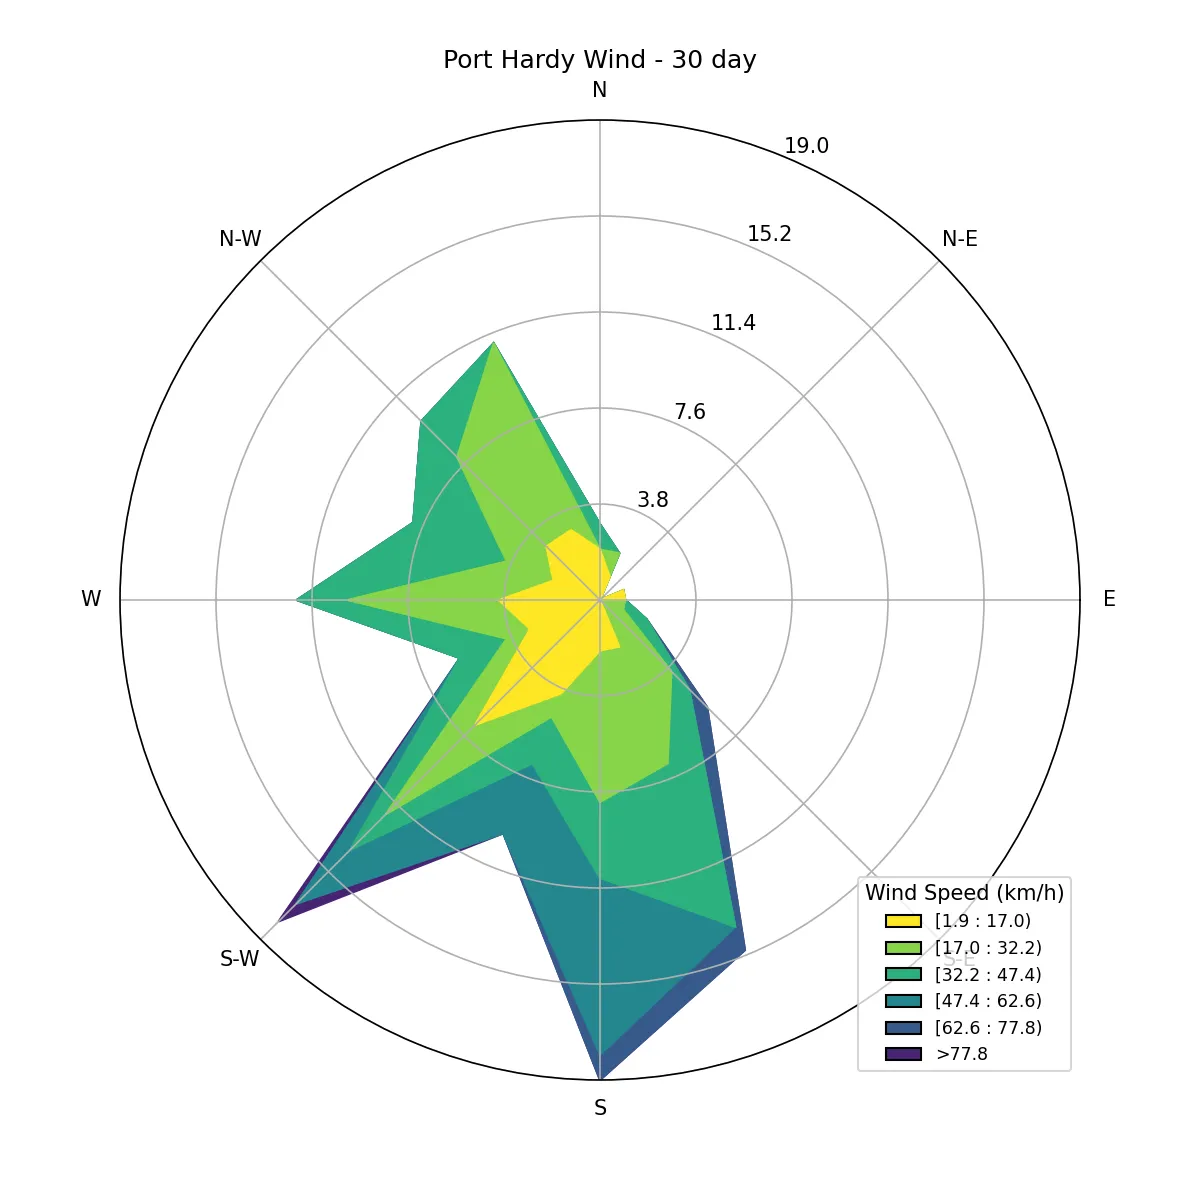 Port Hardy Wind - 30 day
N
19.0
15.2
N-W
N-E
11.4
7.6
3.8
W
E
Wind Speed (km/h)
[1.9 : 17.0)
[17.0 : 32.2)
S-W
S-E
[32.2 : 47.4)
[47.4 : 62.6)
[62.6 : 77.8)
>77.8
S